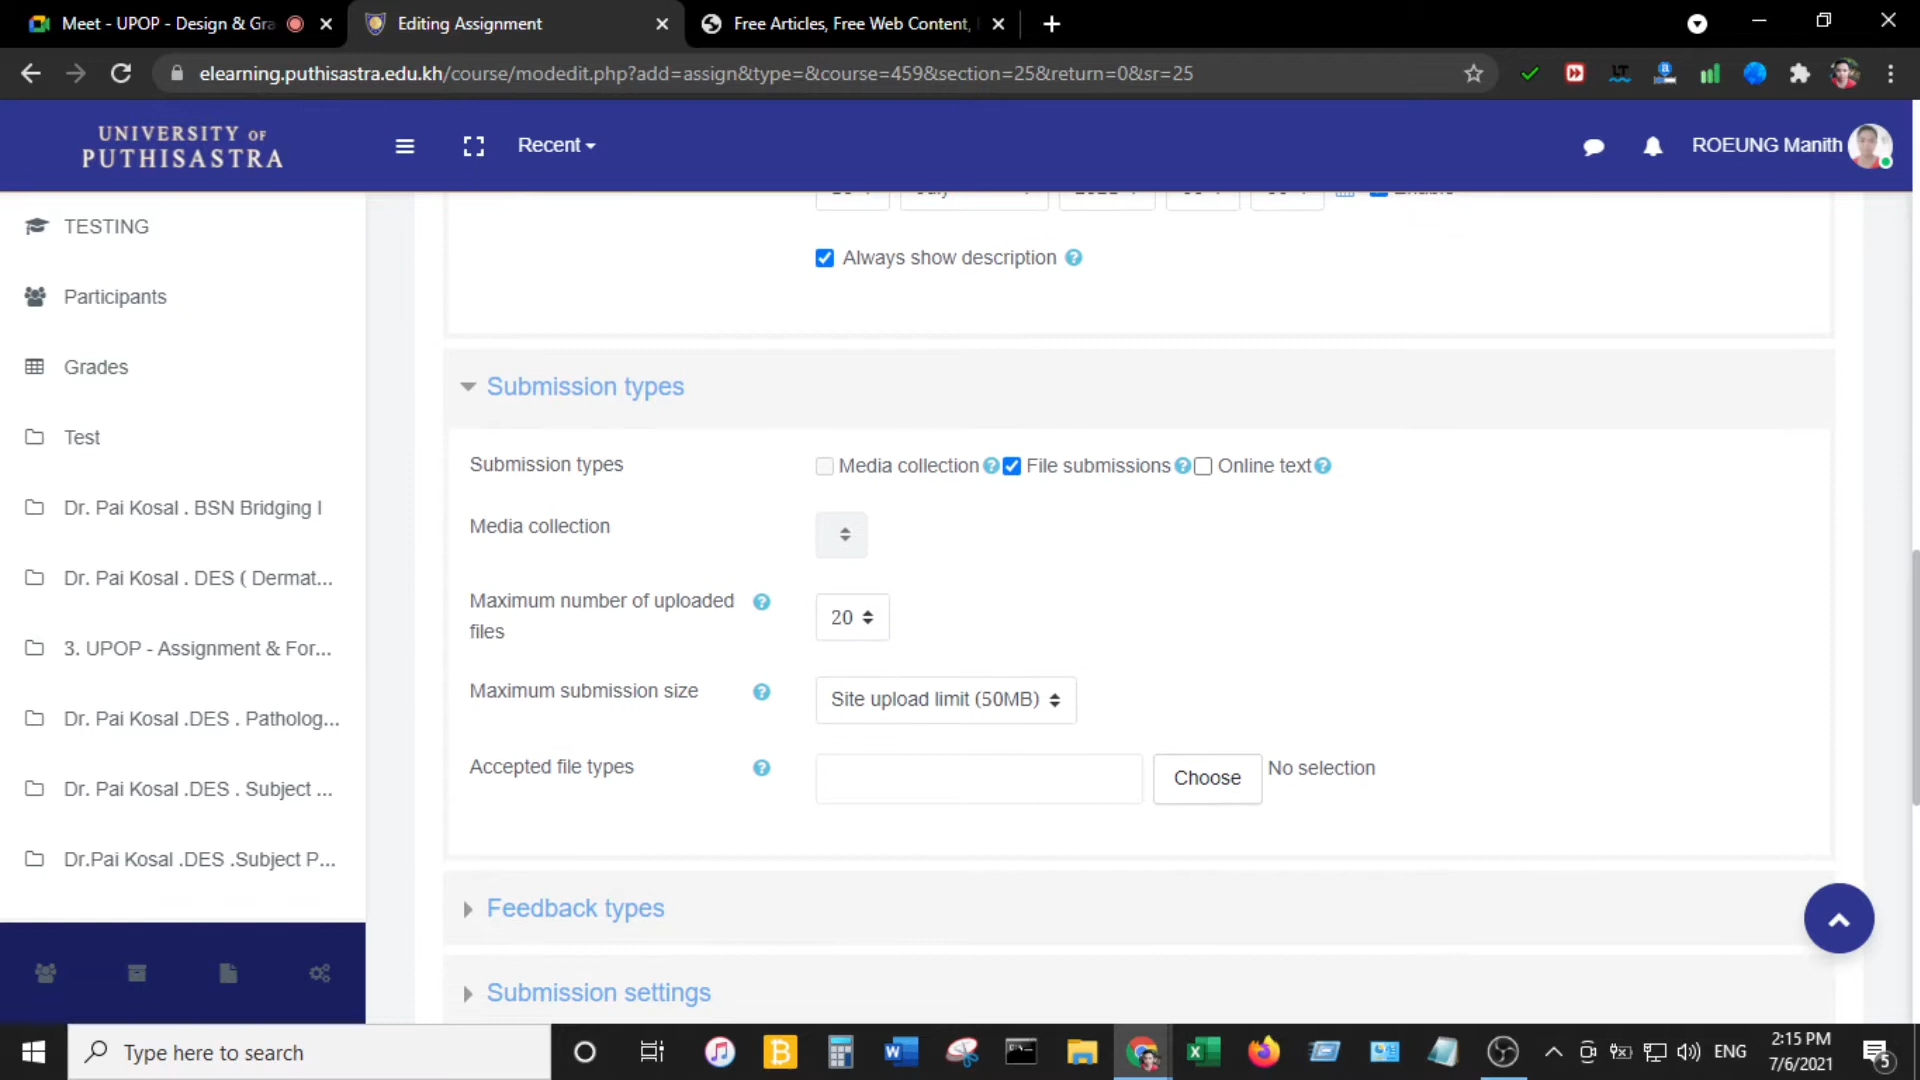 Meet - UPOP - Design & Gra
Editing Assignment
Free Articles, Free Web Content,
elearning.puthisastra.edu.kh/course/modedit.php?add=assign&type=&course=459&section=25&return=0&sr=25
UNIVERSITY OF
PUTHISASTRA
Recent
ROEUNG Manith
TESTING
Participants
Grades
Test
Dr. Pai Kosal . BSN Bridging I
Dr. Pai Kosal . DES ( Dermat...
3. UPOP - Assignment & For...
Dr. Pai Kosal .DES . Patholog...
Dr. Pai Kosal .DES . Subject ...
Dr.Pai Kosal .DES .Subject P...
Always show description
Submission types
Submission types
Media collection File submissions Online text
Media collection
Maximum number of uploaded
files
20
Maximum submission size
Site upload limit (50MB)
Accepted file types
Choose
No selection
Feedback types
Submission settings
Type here to search
ENG
2:15 PM
7/6/2021
5